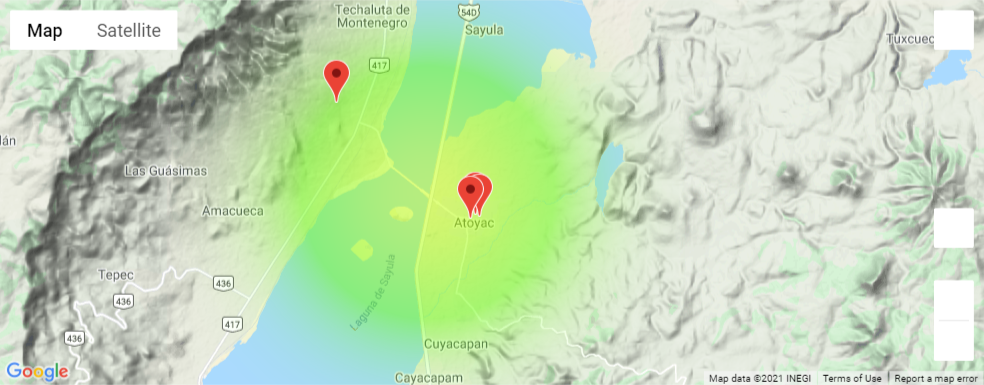 Map Satellite
Techaluta de
Montenegro
54D
Sayula
Tuxcuec
417
lán
Las Guásimas
Amacueca
Atoyac
Tepec
436
436
Laguna de Sayula
417
436
Cuyacapan
Cayacapam
Google
Map data ©2021 INEGI Terms of Use Report a map error